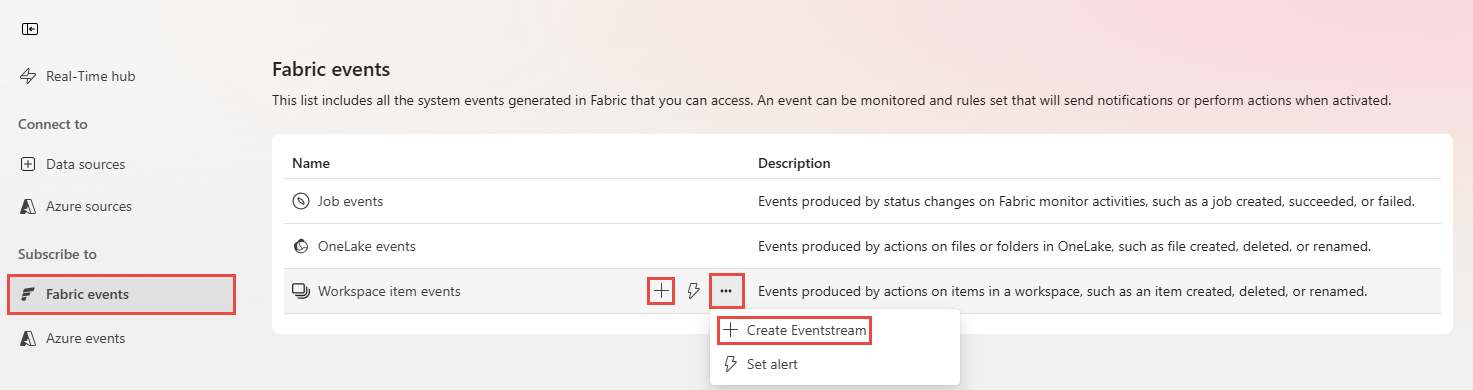 Real-Time hub
Connect to
Data sources
Azure sources
Subscribe to
Fabric events
Azure events
Fabric events
This list includes all the system events generated in Fabric that you can access. An event can be monitored and rules set that will send notifications or perform actions when activated.
Name Description
Job events Events produced by status changes on Fabric monitor activities, such as a job created, succeeded, or failed.
OneLake events Events produced by actions on files or folders in OneLake, such as file created, deleted, or renamed.
Workspace item events Events produced by actions on items in a workspace, such as an item created, deleted, or renamed.
Create Eventstream
Set alert